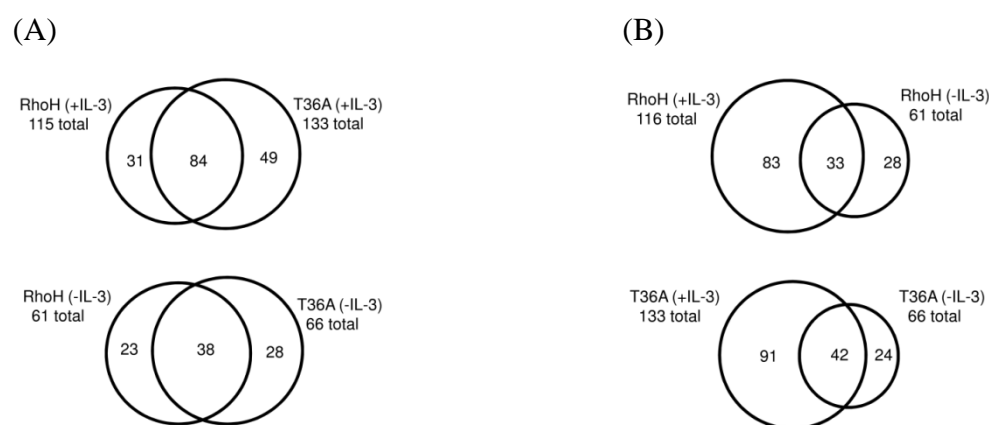 (A)
RhoH (+IL-3)
115 total
T36A (+IL-3)
133 total
31
84
49
RhoH (-IL-3)
61 total
T36A (-IL-3)
66 total
23
38
28
(B)
RhoH (+IL-3)
116 total
RhoH (-IL-3)
61 total
83
33
28
T36A (+IL-3)
133 total
T36A (-IL-3)
66 total
91
42
24